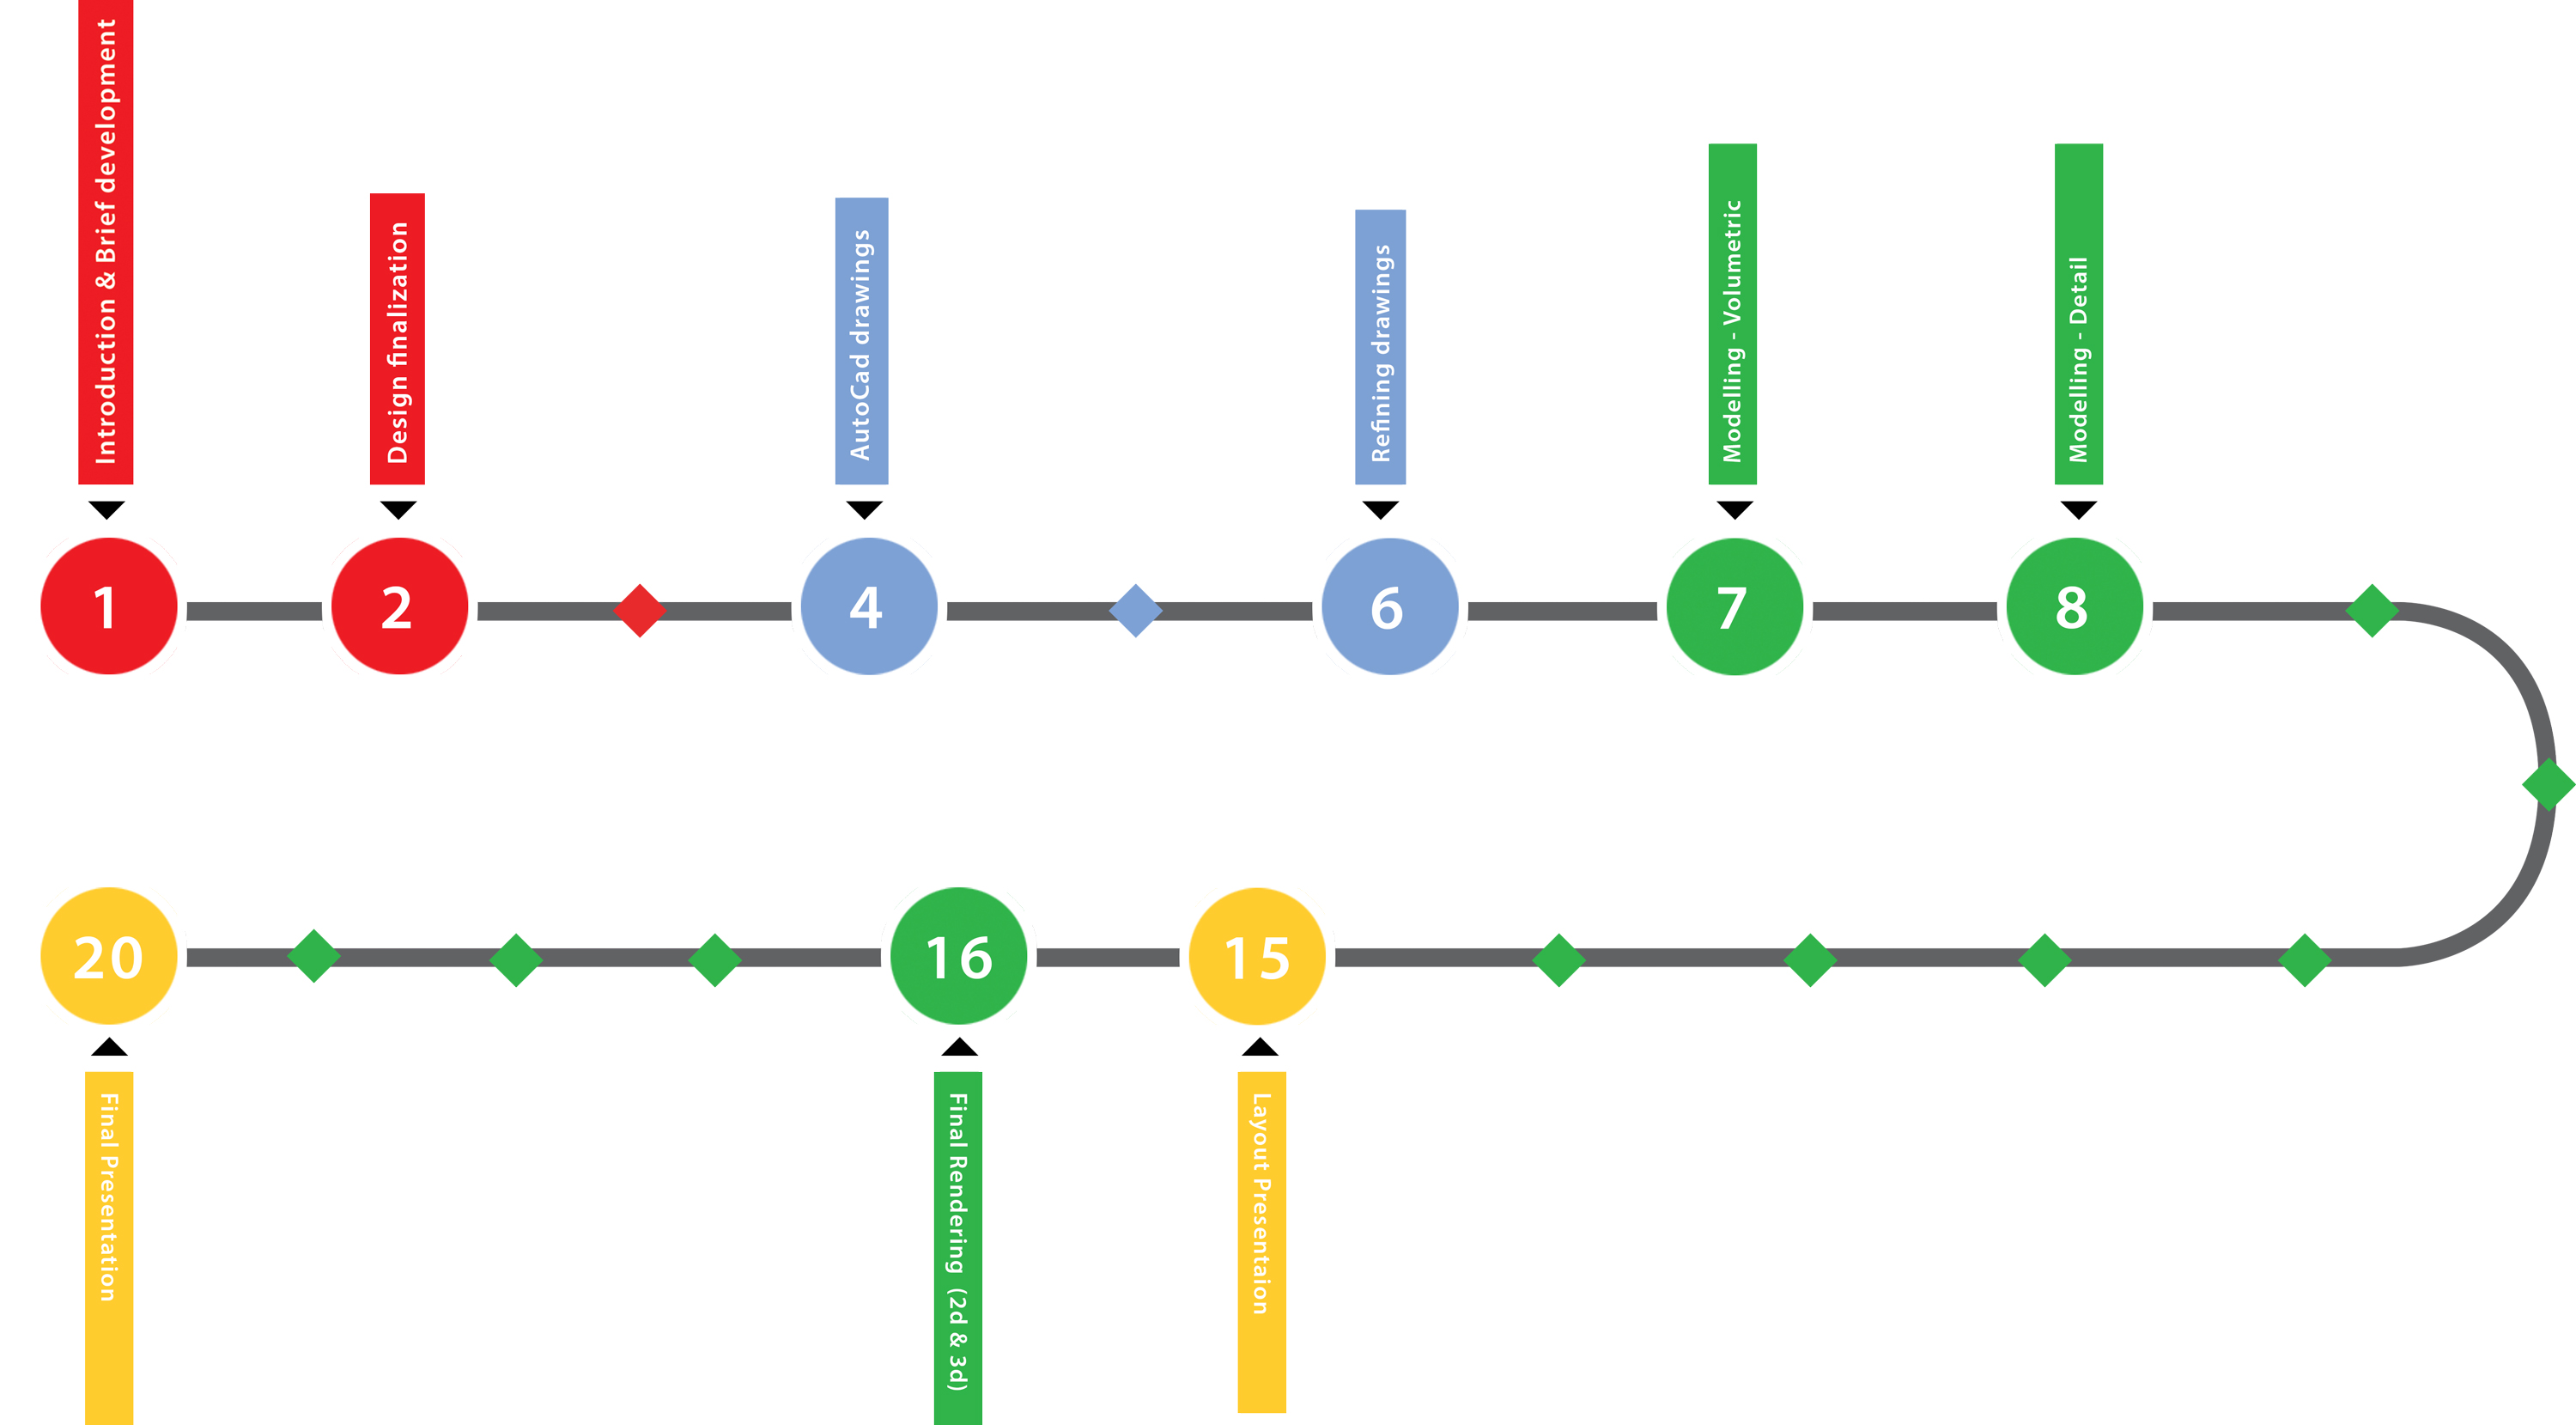 Introduction & Brief development
Design finalization
AutoCad drawings
Refining drawings
Modelling - Volumetric
Modelling - Detail
1
2
4
6
7
8
20
16
15
Final Presentation
Final Rendering (2d & 3d)
Layout Presentaion